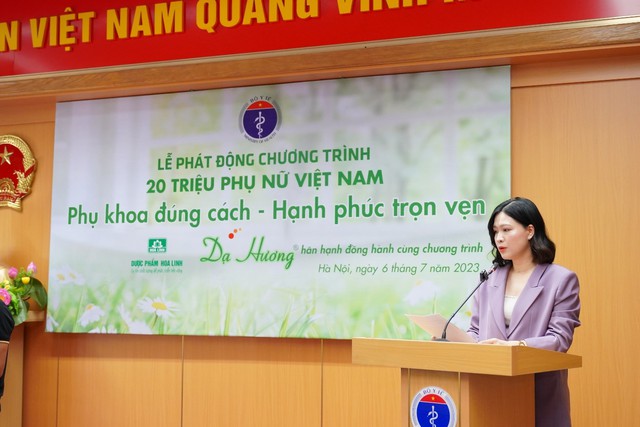 N VIỆT NAM QUANG VINH
BỘ Y TẾ
LỄ PHÁT ĐỘNG CHƯƠNG TRÌNH
20 TRIỆU PHỤ NỮ VIỆT NAM
Phụ khoa đúng cách - Hạnh phúc trọn vẹn
DƯỢC PHẨM HOA LINH
Dạ Hương® hân hạnh đồng hành cùng chương trình
Hà Nội, ngày 6 tháng 7 năm 2023
BỘ Y TẾ